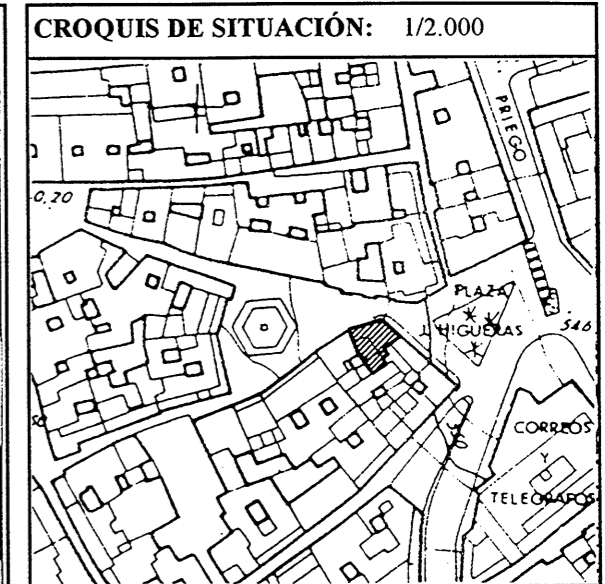 CROQUIS DE SITUACIÓN: 1/2.000
PRIEGO
0,20
PLAZA
J. HIGUERAS
546
CORREOS
Y
TELEGRAFOS